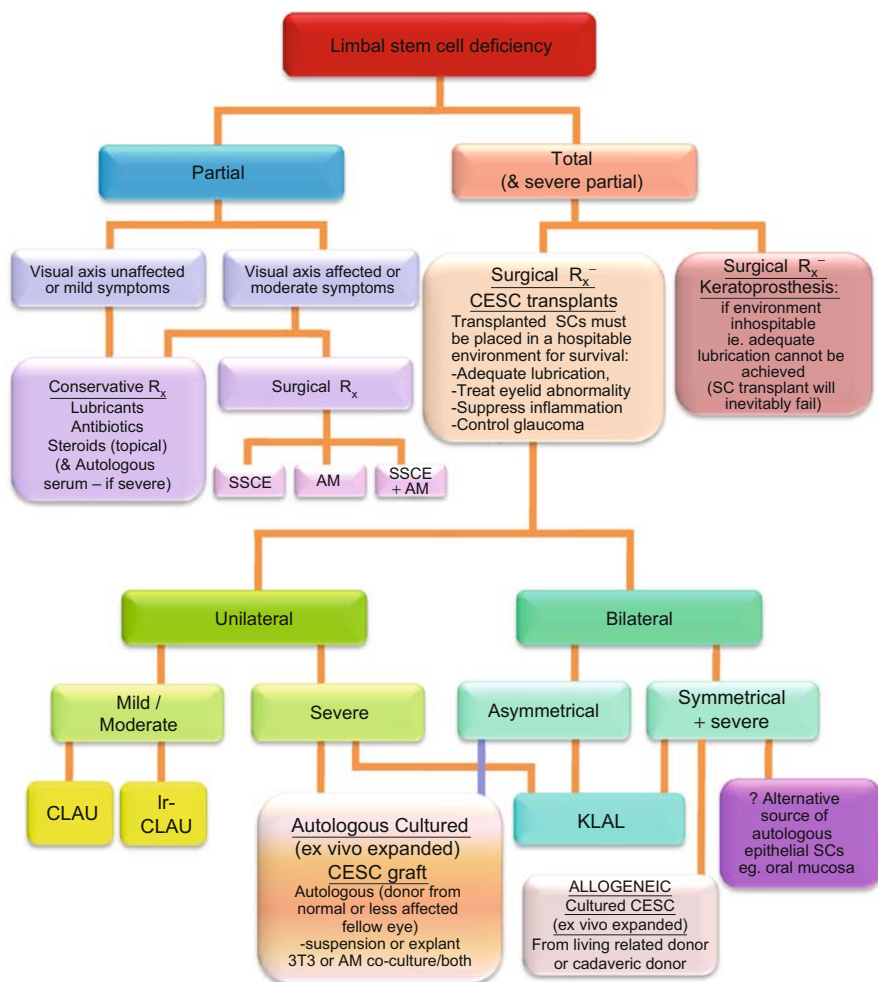 Limbal stem cell deficiency
Partial
Total
(& severe partial)
Visual axis unaffected
or mild symptoms
Visual axis affected or
moderate symptoms
Conservative Rx
Lubricants
Antibiotics
Steroids (topical)
(& Autologous
serum – if severe)
Surgical Rx
SSCE
AM
SSCE
+ AM
Surgical Rx-
CESC transplants
Transplanted SCs must
be placed in a hospitable
environment for survival:
-Adequate lubrication,
-Treat eyelid abnormality
-Suppress inflammation
-Control glaucoma
Surgical Rx-
Keratoprosthesis:
if environment
inhospitable
ie. adequate
lubrication cannot be
achieved
(SC transplant will
inevitably fail)
Unilateral
Bilateral
Mild /
Moderate
Severe
Asymmetrical
Symmetrical
+ severe
CLAU
lr-
CLAU
Autologous Cultured
(ex vivo expanded)
CESC graft
Autologous (donor from
normal or less affected
fellow eye)
-suspension or explant
3T3 or AM co-culture/both
KLAL
ALLOGENEIC
Cultured CESC
(ex vivo expanded)
From living related donor
or cadaveric donor
? Alternative
source of
autologous
epithelial SCs
eg. oral mucosa